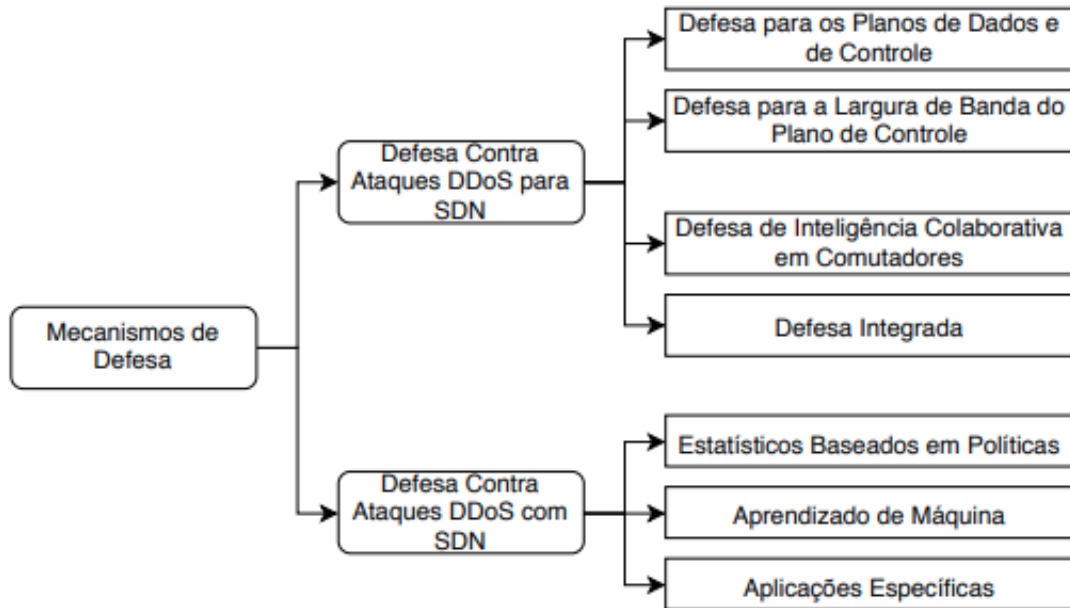 Mecanismos de
Defesa
Defesa Contra
Ataques DDoS para
SDN
Defesa para os Planos de Dados e
de Controle
Defesa para a Largura de Banda do
Plano de Controle
Defesa de Inteligência Colaborativa
em Comutadores
Defesa Integrada
Defesa Contra
Ataques DDoS com
SDN
Estatísticos Baseados em Políticas
Aprendizado de Máquina
Aplicações Específicas